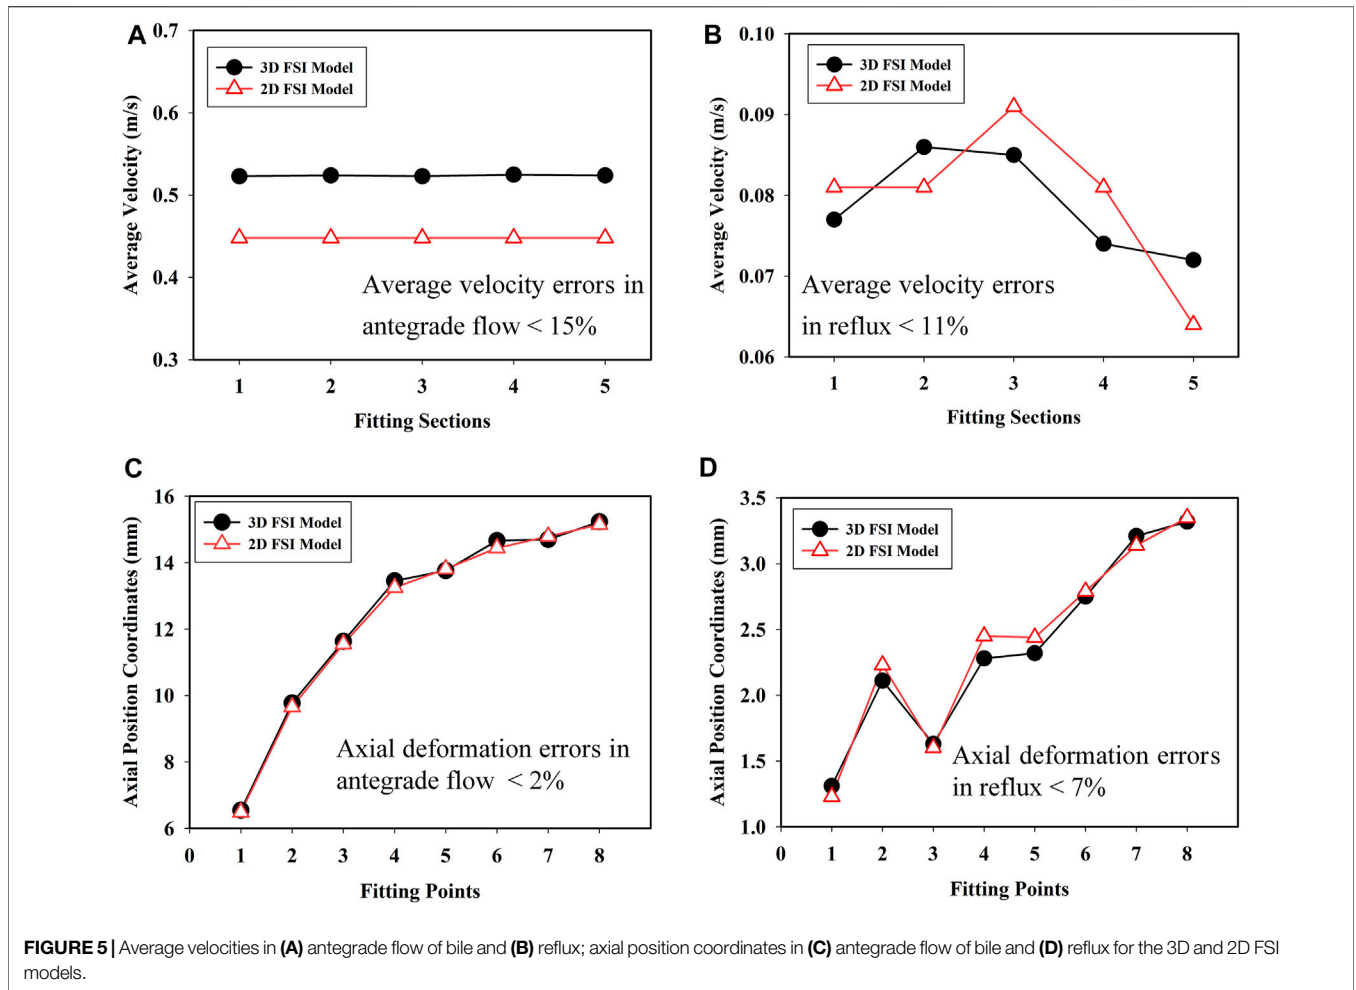 A
0.7
0.6
0.5
0.4
0.3
Average Velocity (m/s)
3D FSI Model
2D FSI Model
Average velocity errors in
antegrade flow < 15%
1 2 3 4 5
Fitting Sections
B
0.10
0.09
0.08
0.07
0.06
Average Velocity (m/s)
3D FSI Model
2D FSI Model
Average velocity errors
in reflux < 11%
1 2 3 4 5
Fitting Sections
C
16
14
12
10
8
6
Axial Position Coordinates (mm)
3D FSI Model
2D FSI Model
Axial deformation errors in
antegrade flow < 2%
0 1 2 3 4 5 6 7 8
Fitting Points
D
3.5
3.0
2.5
2.0
1.5
1.0
Axial Position Coordinates (mm)
3D FSI Model
2D FSI Model
Axial deformation errors
in reflux < 7%
0 1 2 3 4 5 6 7 8
Fitting Points
FIGURE 5 | Average velocities in (A) antegrade flow of bile and (B) reflux; axial position coordinates in (C) antegrade flow of bile and (D) reflux for the 3D and 2D FSI
models.